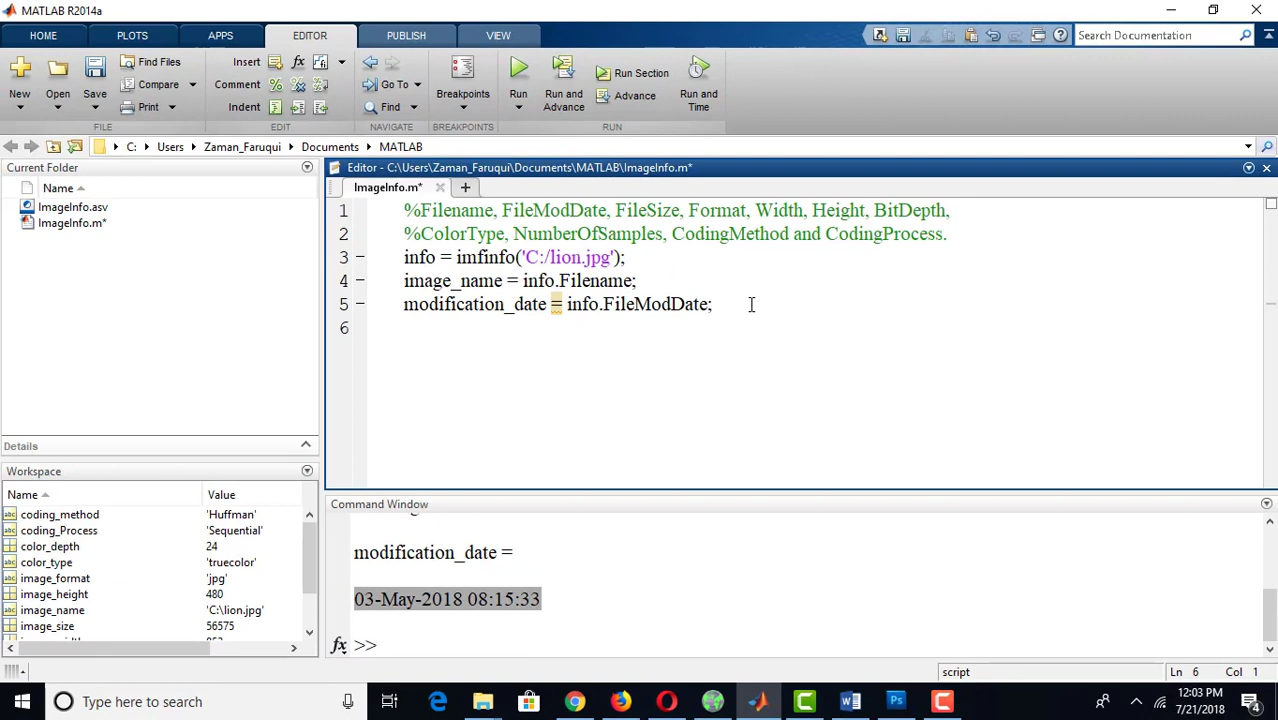 MATLAB R2014a
HOME PLOTS APPS EDITOR PUBLISH VIEW Search Documentation
New Open Save Find Files Compare Print Insert Comment Indent fx Go To Find Breakpoints Run Run and Advance Run Section Advance Run and Time
FILE EDIT NAVIGATE BREAKPOINTS RUN
C: Users Zaman_Faruqui Documents MATLAB
Current Folder
Name
ImageInfo.asv
ImageInfo.m*
Details
Workspace
Name Value
coding_method 'Huffman'
coding_Process 'Sequential'
color_depth 24
color_type 'truecolor'
image_format 'jpg'
image_height 480
image_name 'C:\lion.jpg'
image_size 56575
Editor - C:\Users\Zaman_Faruqui\Documents\MATLAB\ImageInfo.m*
ImageInfo.m*
1 %Filename, FileModDate, FileSize, Format, Width, Height, BitDepth,
2 %ColorType, NumberOfSamples, CodingMethod and CodingProcess.
3 info = imfinfo('C:/lion.jpg');
4 image_name = info.Filename;
5 modification_date = info.FileModDate;
6
Command Window
modification_date =
03-May-2018 08:15:33
fx >>
script Ln 6 Col 1
Type here to search
12:03 PM
7/21/2018
4